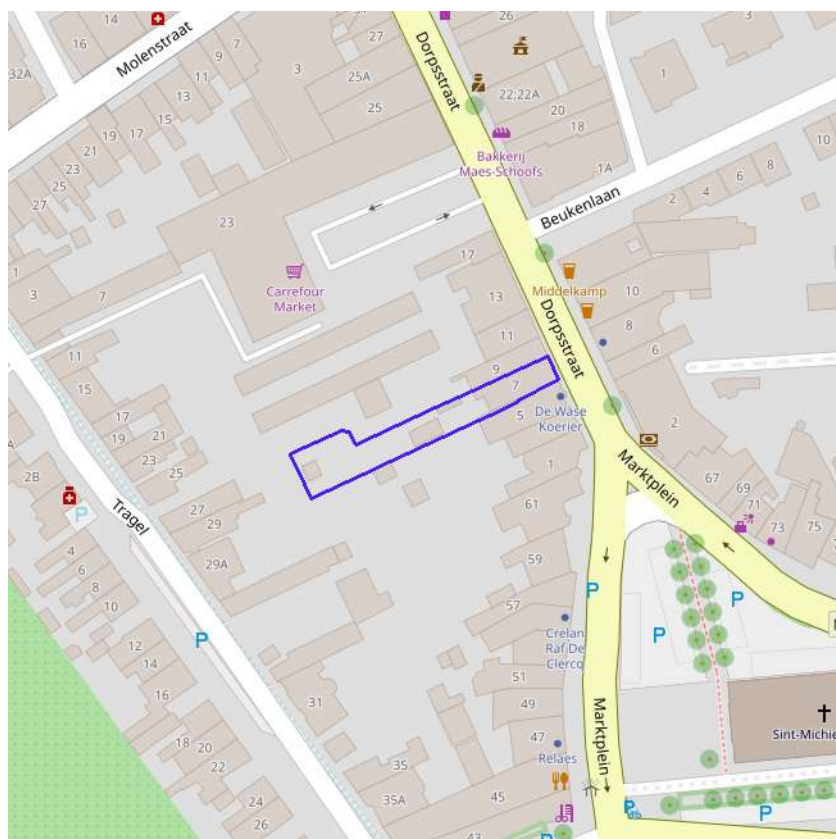 14
16
32A
Molenstraat
12
9
7
11
13
15
17
19
21
23
25
27
3
27
25A
25
Dorpsstraat
26
22;22A
20
18
Bakkerij
Maes-Schoofs
1A
1
3
10
8
6
4
2
Beukenlaan
23
Carrefour
Market
1
3
7
17
13
11
9
7
5
1
Middelkamp
10
8
6
2
Dorpsstraat
De Wase
Koerier
11
15
17
19
21
23
25
27
29
29A
2B
Tragel
P
4
6
8
10
12
14
16
18
20
22
24
26
P
31
35
35A
61
59
57
Crelan
Raf De
Clercq
51
49
47
45
43
Relaes
Marktplein
67
69
71
73
75
Marktplein
P
P
P
Sint-Michie
P
P
P